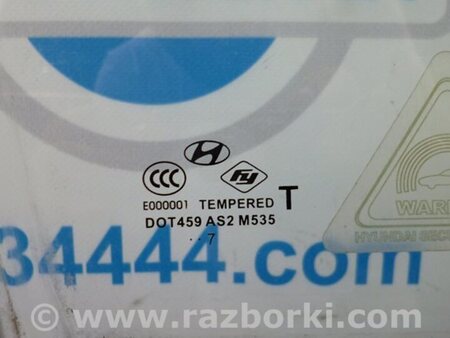 CCC
E000001 TEMPERED T
DOT459 AS2 M535
7
34444.com
WAR
HYUNDAI SEC
www.razborki.com